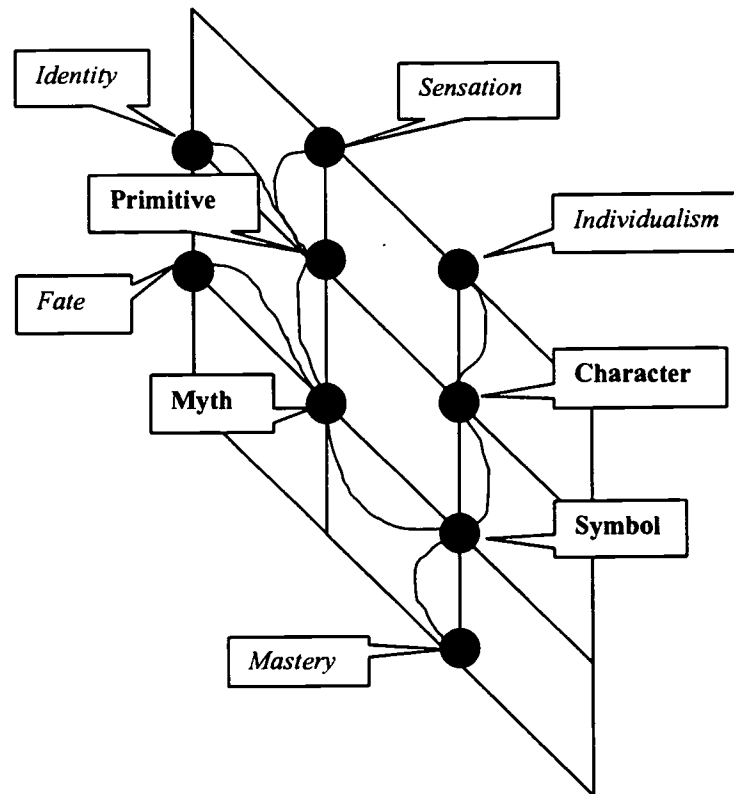 Identity
Sensation
Primitive
Individualism
Fate
Character
Myth
Symbol
Mastery